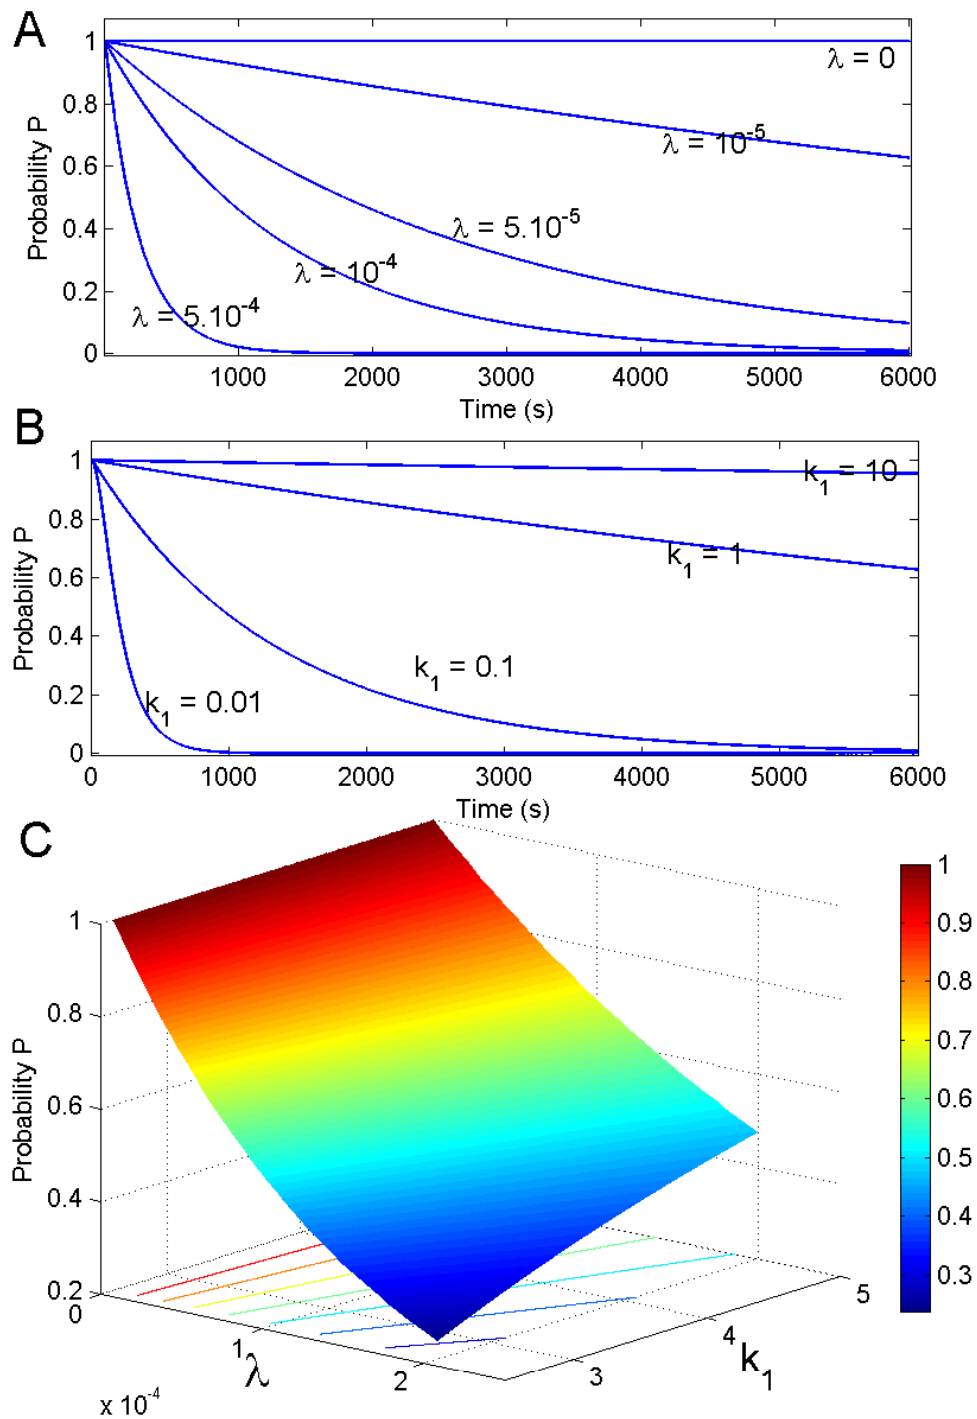 A
Probability P
1
0.8
0.6
0.4
0.2
0
λ = 0
λ = 10-5
λ = 5.10-5
λ = 10-4
λ = 5.10-4
1000 2000 3000 4000 5000 6000
Time (s)
B
Probability P
1
0.8
0.6
0.4
0.2
0
k1 = 10
k1 = 1
k1 = 0.1
k1 = 0.01
0 1000 2000 3000 4000 5000 6000
Time (s)
C
Probability P
1
0.8
0.6
0.4
0.2
0
1
2
λ
x 10-4
3
4
5
k1
1
0.9
0.8
0.7
0.6
0.5
0.4
0.3